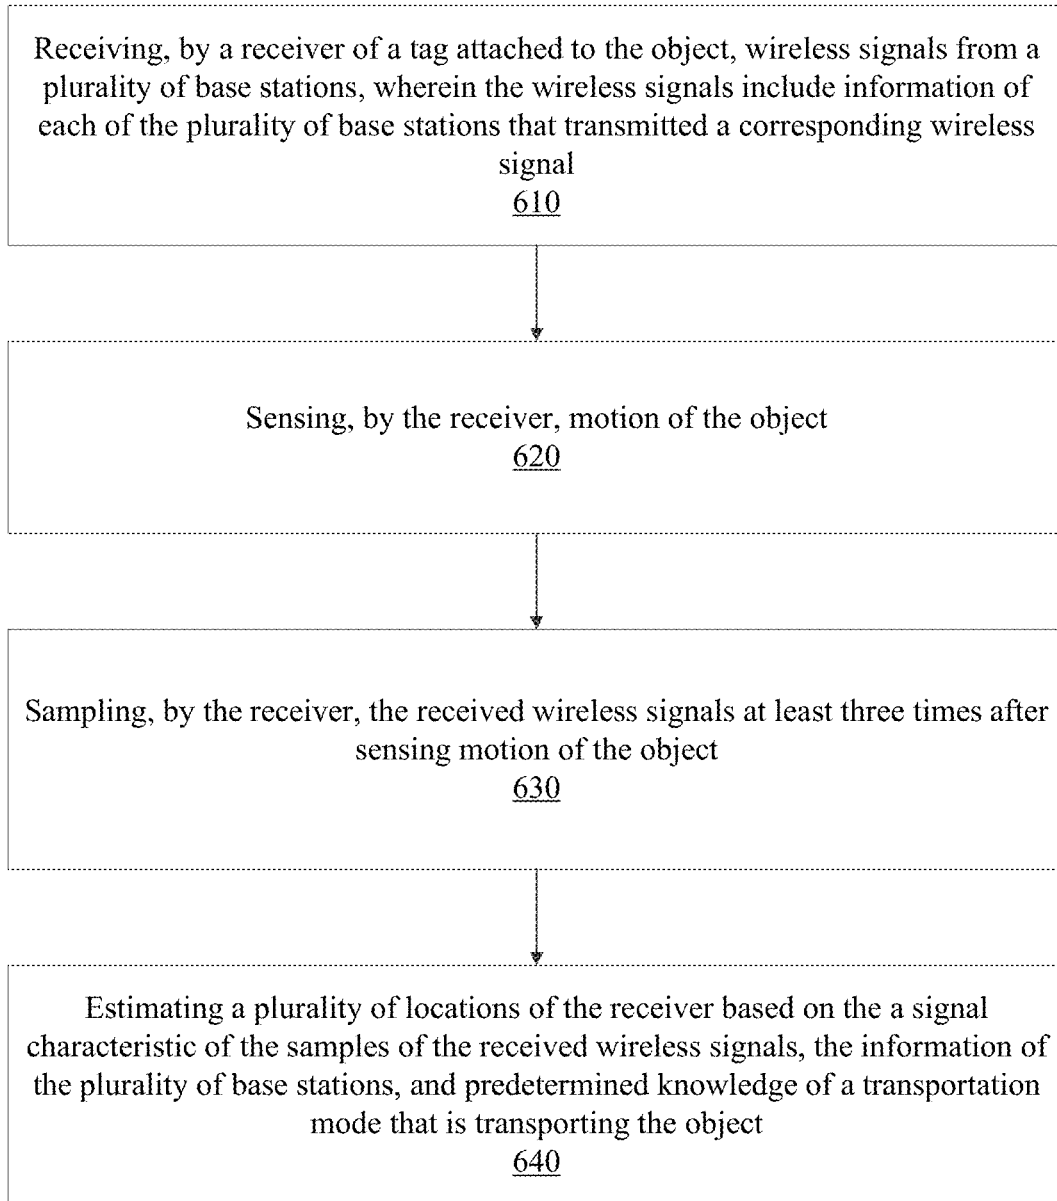 Receiving, by a receiver of a tag attached to the object, wireless signals from a
plurality of base stations, wherein the wireless signals include information of
each of the plurality of base stations that transmitted a corresponding wireless
signal
610
Sensing, by the receiver, motion of the object
620
Sampling, by the receiver, the received wireless signals at least three times after
sensing motion of the object
630
Estimating a plurality of locations of the receiver based on the a signal
characteristic of the samples of the received wireless signals, the information of
the plurality of base stations, and predetermined knowledge of a transportation
mode that is transporting the object
640